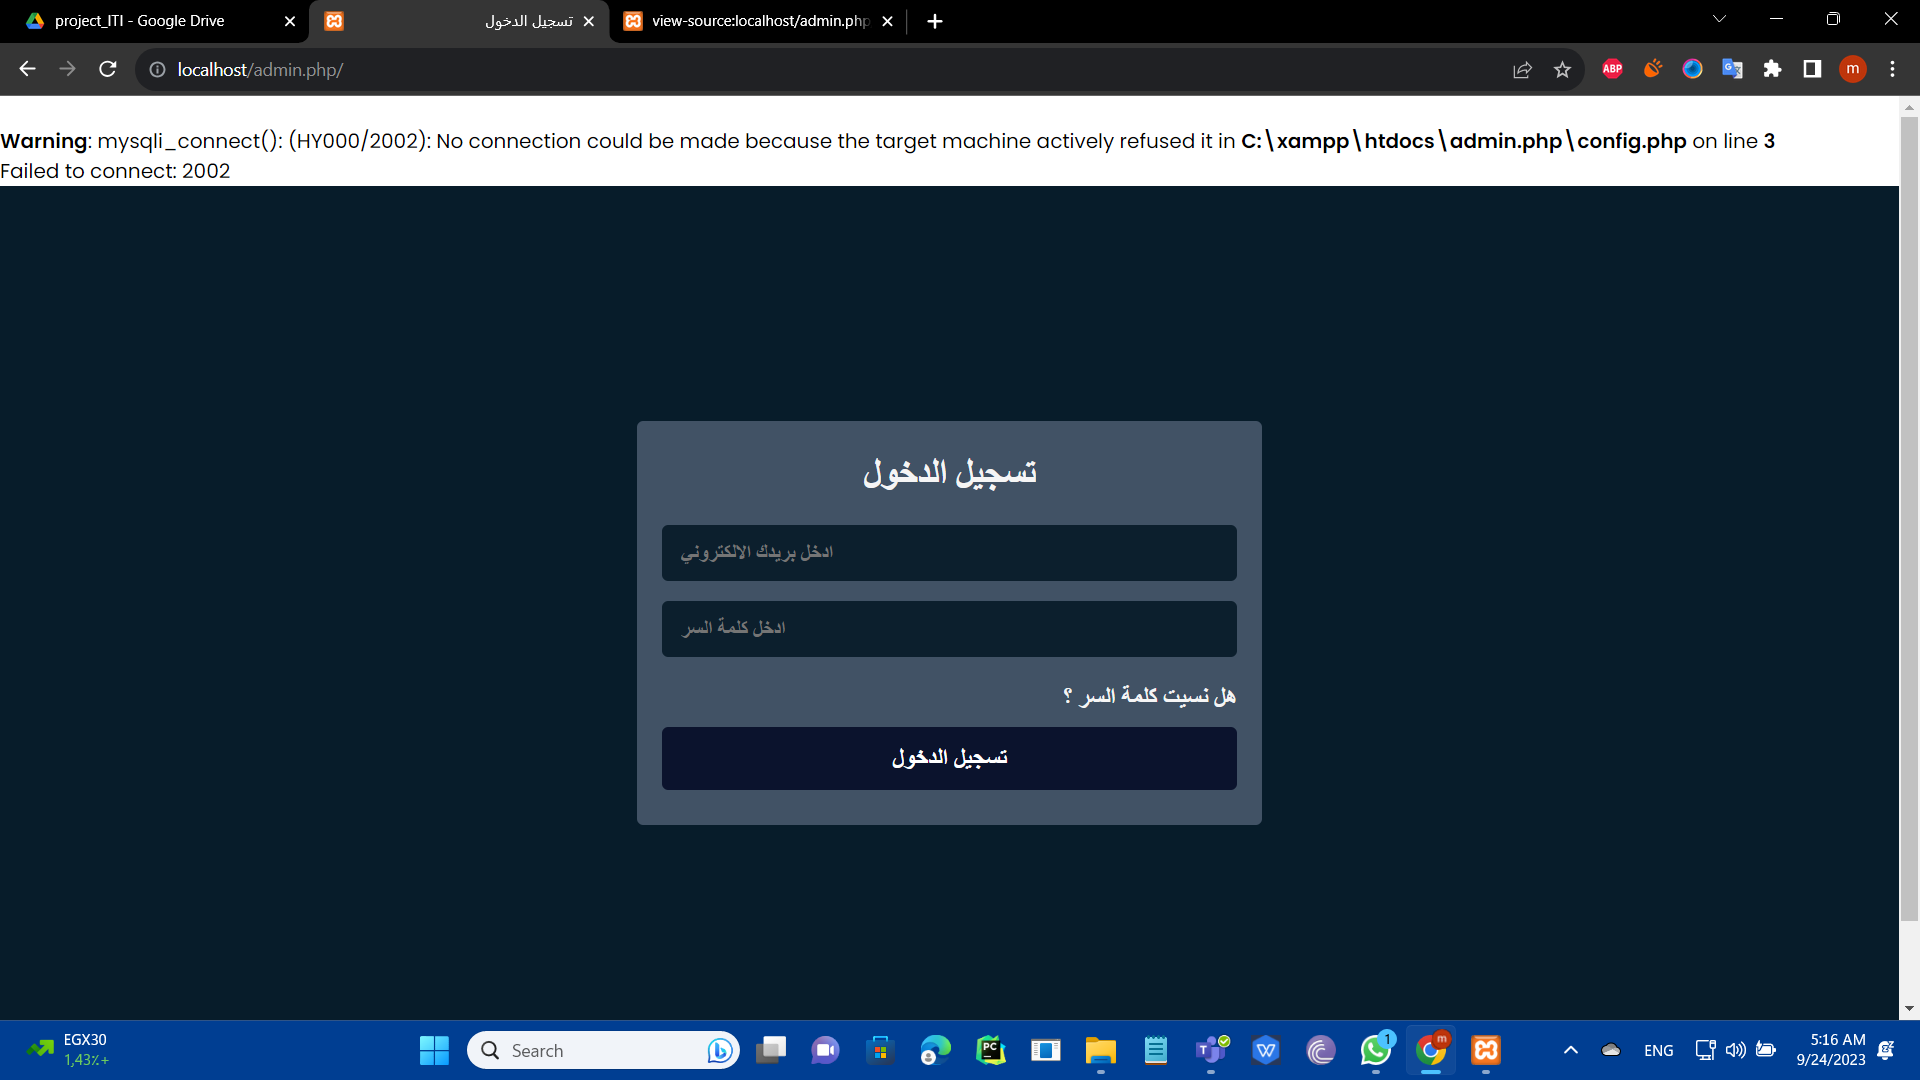 project_ITI - Google Drive
تسجيل الدخول
view-source:localhost/admin.php
localhost/admin.php/
ABP
m
Warning: mysqli_connect(): (HY000/2002): No connection could be made because the target machine actively refused it in C:\xampp\htdocs\admin.php\config.php on line 3
Failed to connect: 2002
تسجيل الدخول
ادخل بريدك الالكتروني
ادخل كلمة السر
هل نسيت كلمة السر ؟
تسجيل الدخول
EGX30
1,43٪+
Search
PC
T
W
1
m
ENG
5:16 AM
9/24/2023